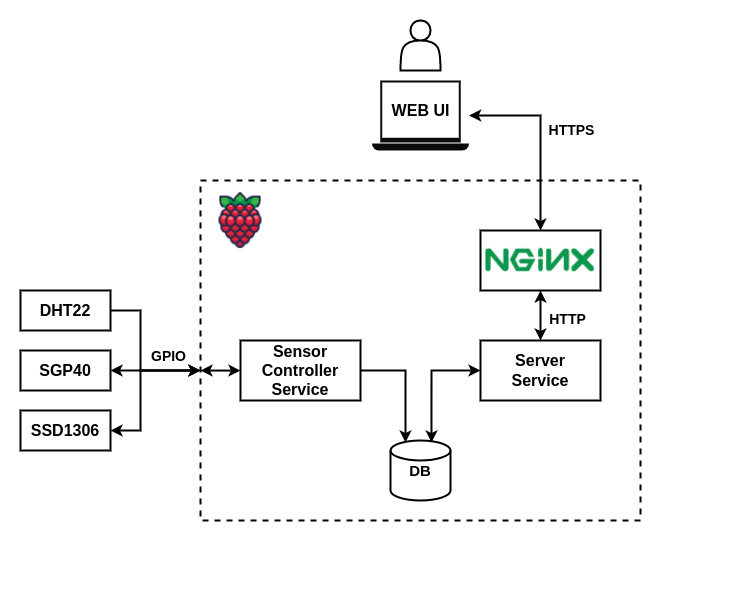 WEB UI
HTTPS
NGINX
HTTP
DHT22
GPIO
SGP40
SSD1306
Sensor
Controller
Service
Server
Service
DB